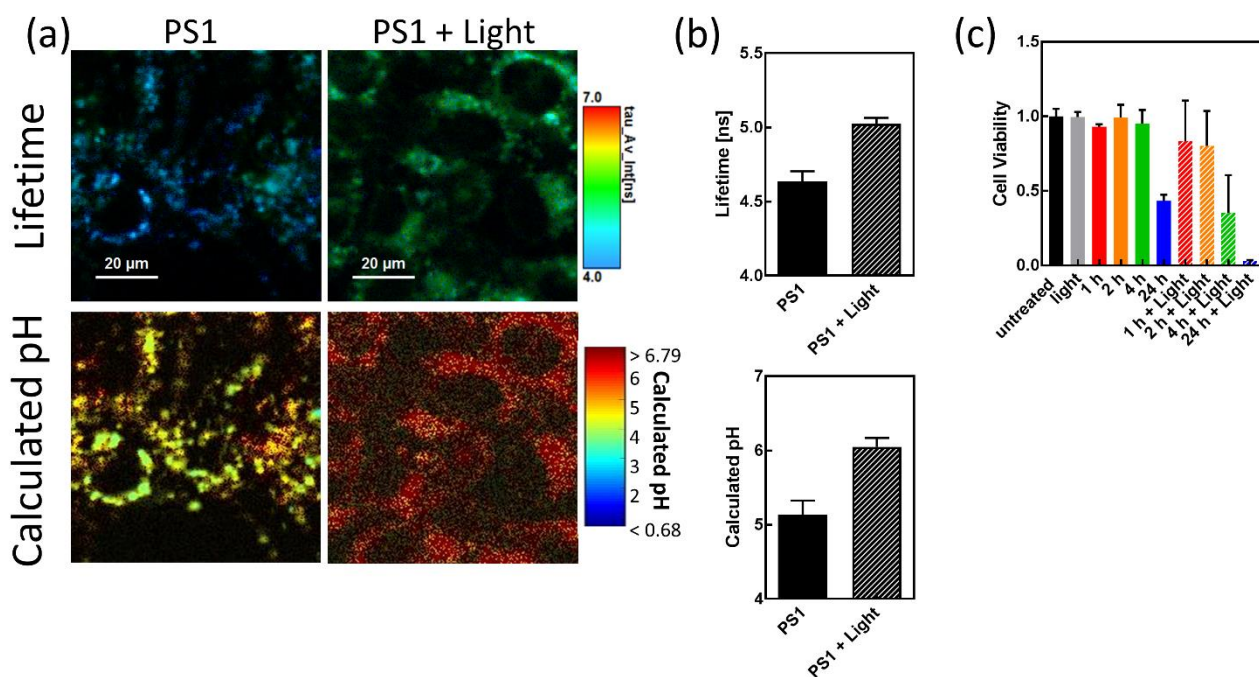 (a)
PS1
PS1 + Light
Lifetime
20 µm
20 µm
7.0
tau_Av_Int[ns]
4.0
Calculated pH
> 6.79
6
5
4
3
2
< 0.68
Calculated pH
(b)
5.5
5.0
4.5
4.0
Lifetime [ns]
PS1
PS1 + Light
7
6
5
4
Calculated pH
PS1
PS1 + Light
(c)
1.5
1.0
0.5
0.0
Cell Viability
untreated
light
1 h
2 h
4 h
24 h
1 h + Light
2 h + Light
4 h + Light
24 h + Light